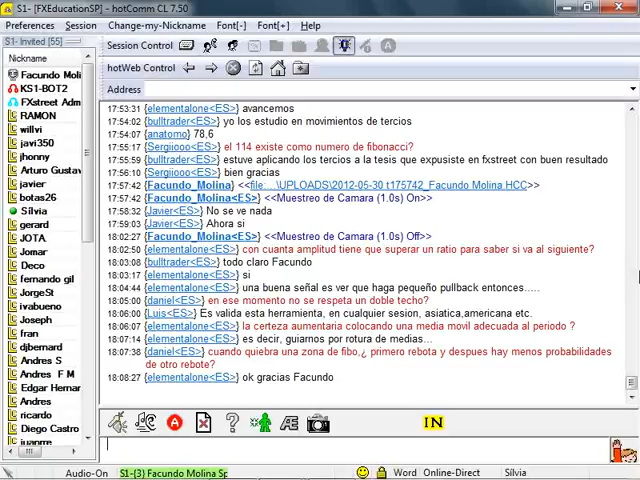 S1- [FXEducationSP] - hotComm CL 7.50
Preferences Session Change-my-Nickname Font[-] Font[+] Help
S1- Invited [55]
Nickname
Facundo Moli
KS1-BOT2
FXstreet Adm
RAMON
willvi
javi350
jhonny
Arturo Gustav
javier
botas26
Sílvia
gerard
JOTA
Jomar
Deco
fernando gil
JorgeSt
ivabueno
joseph
fran
djbernard
Andres S
Andres F M
Edgar Hernar
Andres
ricardo
Diego Castro
juanrre
Session Control
hotWeb Control
Address
17:53:31 {elementalone<ES>} avancemos
17:54:02 {bulltrader<ES>} yo los estudio en movimientos de tercios
17:54:07 {anatomo} 78,6
17:55:15 {Sergiiooo<ES>} el 114 existe como numero de fibonacci?
17:55:59 {bulltrader<ES>} estuve aplicando los tercios a la tesis que expusiste en fxstreet con buen resultado
17:56:10 {Sergiiooo<ES>} bien gracias
17:57:42 {Facundo_Molina} <<file:...\UPLOADS\2012-05-30 t175742_Facundo Molina.HCC>>
17:57:42 {Facundo_Molina<ES>} <<Muestreo de Camara (1.0s) On>>
17:58:32 {Javier<ES>} No se ve nada
17:59:03 {Javier<ES>} Ahora si
18:02:27 {Facundo_Molina<ES>} <<Muestreo de Camara (1.0s) Off>>
18:02:50 {elementalone<ES>} con cuanta amplitud tiene que superar un ratio para saber si va al siguiente?
18:03:08 {bulltrader<ES>} todo claro Facundo
18:03:17 {elementalone<ES>} si
18:04:44 {elementalone<ES>} una buena señal es ver que haga pequeño pullback entonces.....
18:05:00 {daniel<ES>} en ese momento no se respeta un doble techo?
18:06:00 {Luis<ES>} Es valida esta herramienta, en cualquier sesion, asiatica,americana etc.
18:06:07 {elementalone<ES>} la certeza aumentaria colocando una media movil adecuada al periodo ?
18:07:14 {elementalone<ES>} es decir, guiarnos por rotura de medias...
18:07:38 {daniel<ES>} cuando quiebra una zona de fibo,¿ primero rebota y despues hay menos probabilidades de otro rebote?
18:08:27 {elementalone<ES>} ok gracias Facundo
IN
Audio-On S1-{3} Facundo Molina Sp Word Online-Direct Sílvia